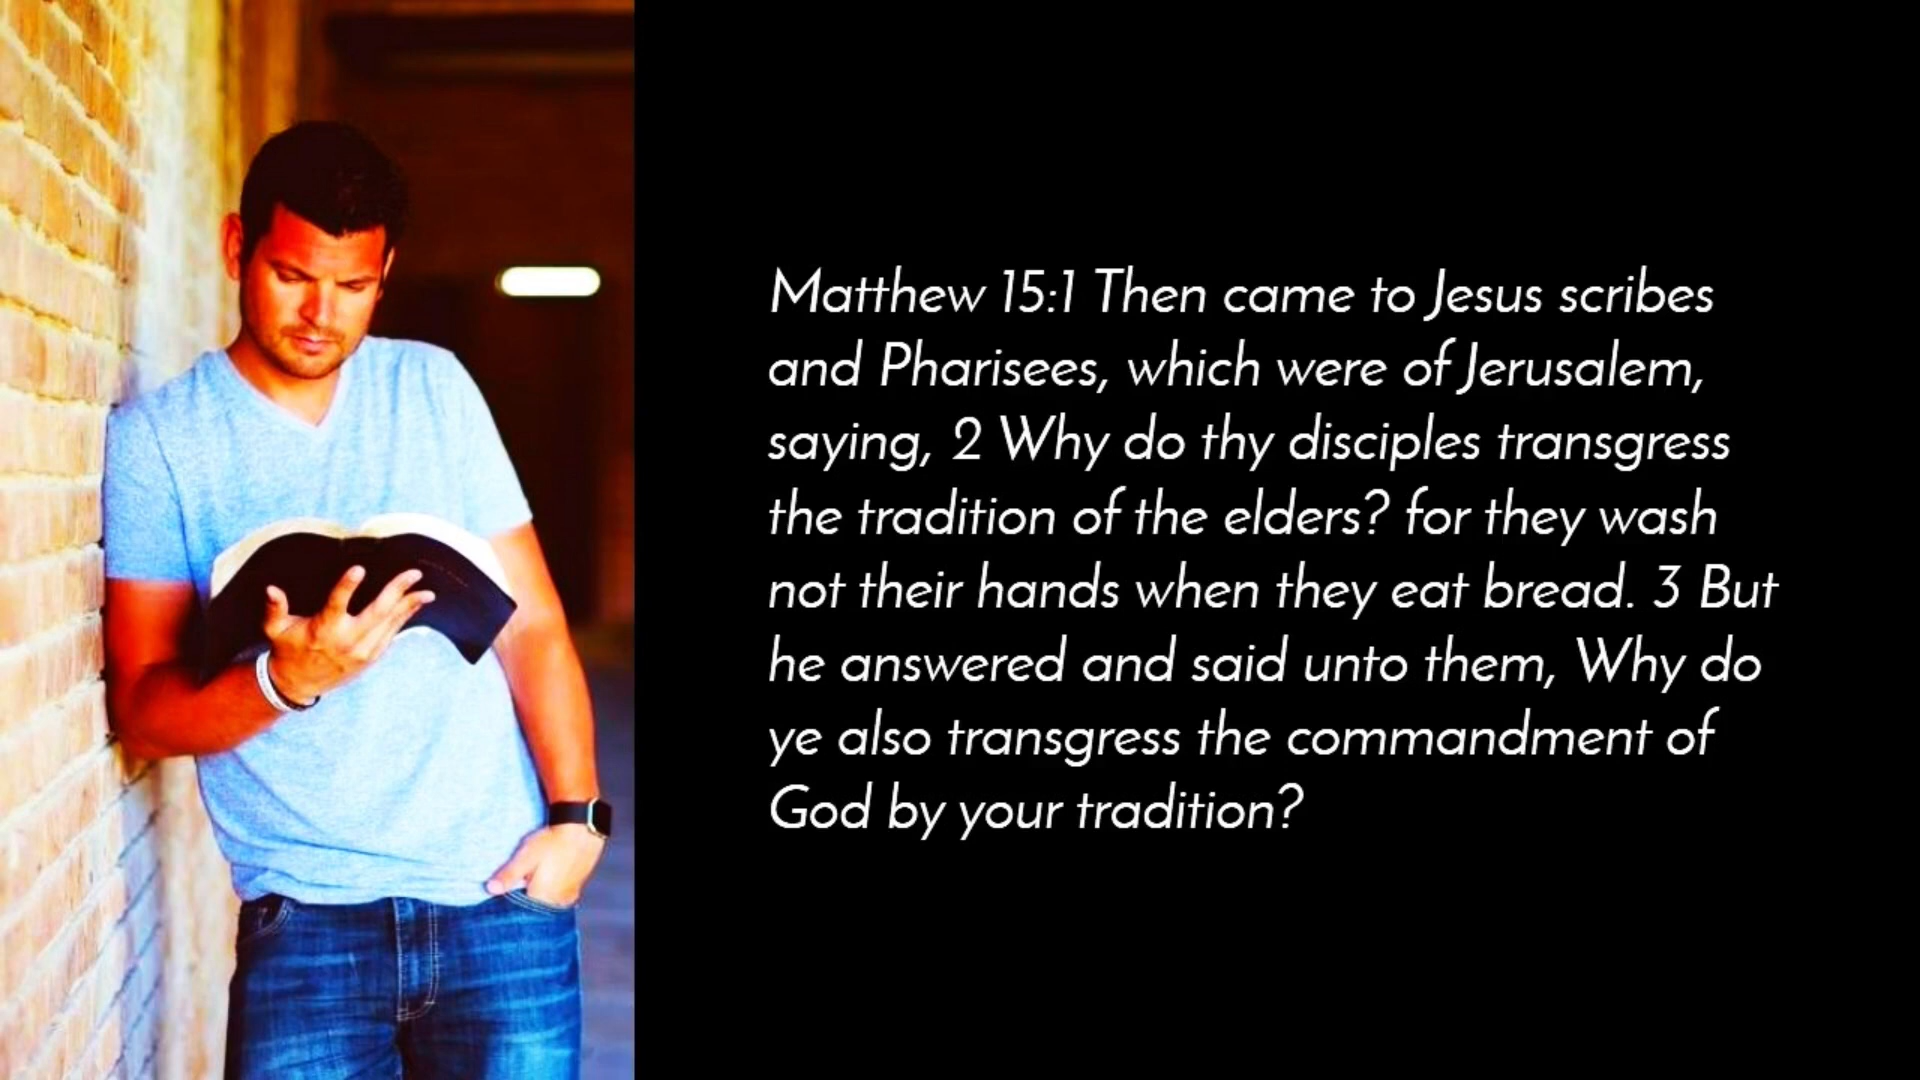 Matthew 15:1 Then came to Jesus scribes
and Pharisees, which were of Jerusalem,
saying, 2 Why do thy disciples transgress
the tradition of the elders? for they wash
not their hands when they eat bread. 3 But
he answered and said unto them, Why do
ye also transgress the commandment of
God by your tradition?